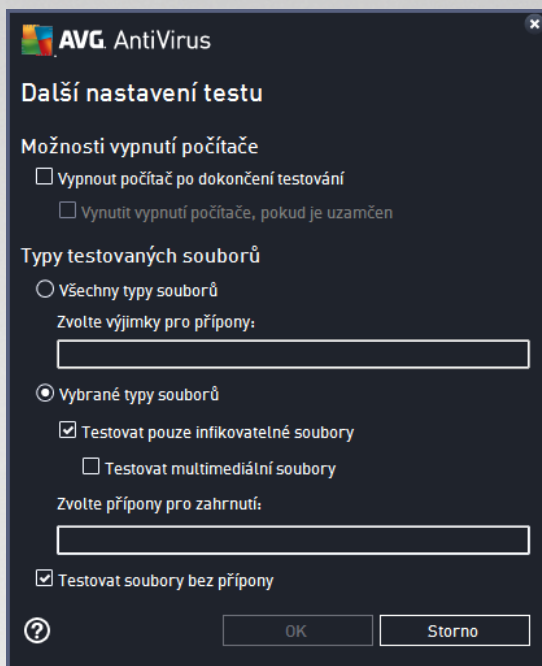 AVG. AntiVirus
Další nastavení testu
Možnosti vypnutí počítače
Vypnout počítač po dokončení testování
Vynutit vypnutí počítače, pokud je uzamčen
Typy testovaných souborů
Všechny typy souborů
Zvolte výjimky pro přípony:
Vybrané typy souborů
Testovat pouze infikovatelné soubory
Testovat multimediální soubory
Zvolte přípony pro zahrnutí:
Testovat soubory bez přípony
OK
Storno